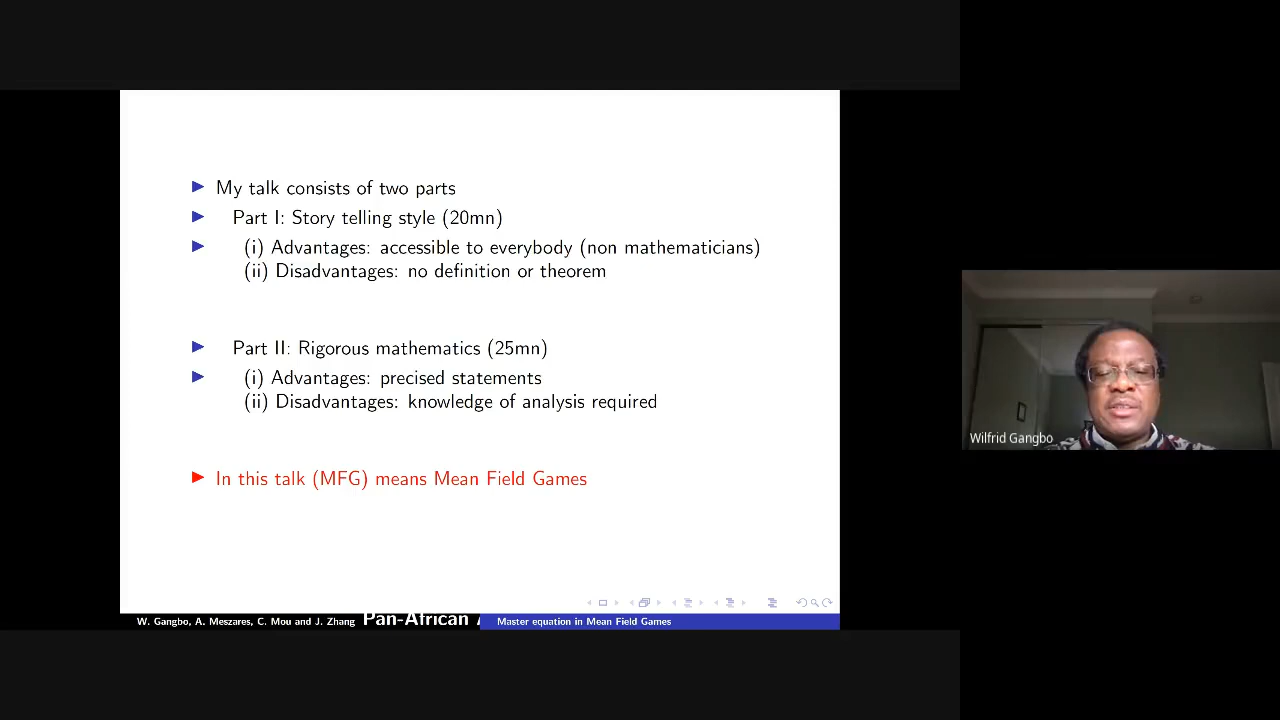 My talk consists of two parts
Part I: Story telling style (20mn)
(i) Advantages: accessible to everybody (non mathematicians)
(ii) Disadvantages: no definition or theorem
Part II: Rigorous mathematics (25mn)
(i) Advantages: precised statements
(ii) Disadvantages: knowledge of analysis required
In this talk (MFG) means Mean Field Games
W. Gangbo, A. Meszares, C. Mou and J. Zhang Pan-African Master equation in Mean Field Games
Wilfrid Gangbo